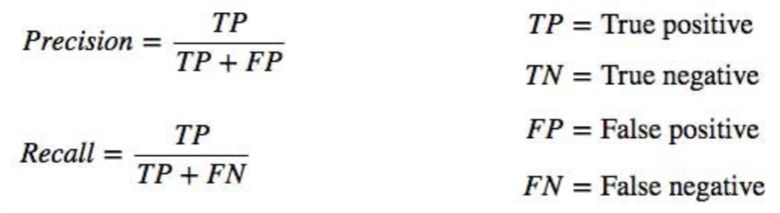 Precision = TP / TP + FP
Recall = TP / TP + FN
TP = True positive
TN = True negative
FP = False positive
FN = False negative